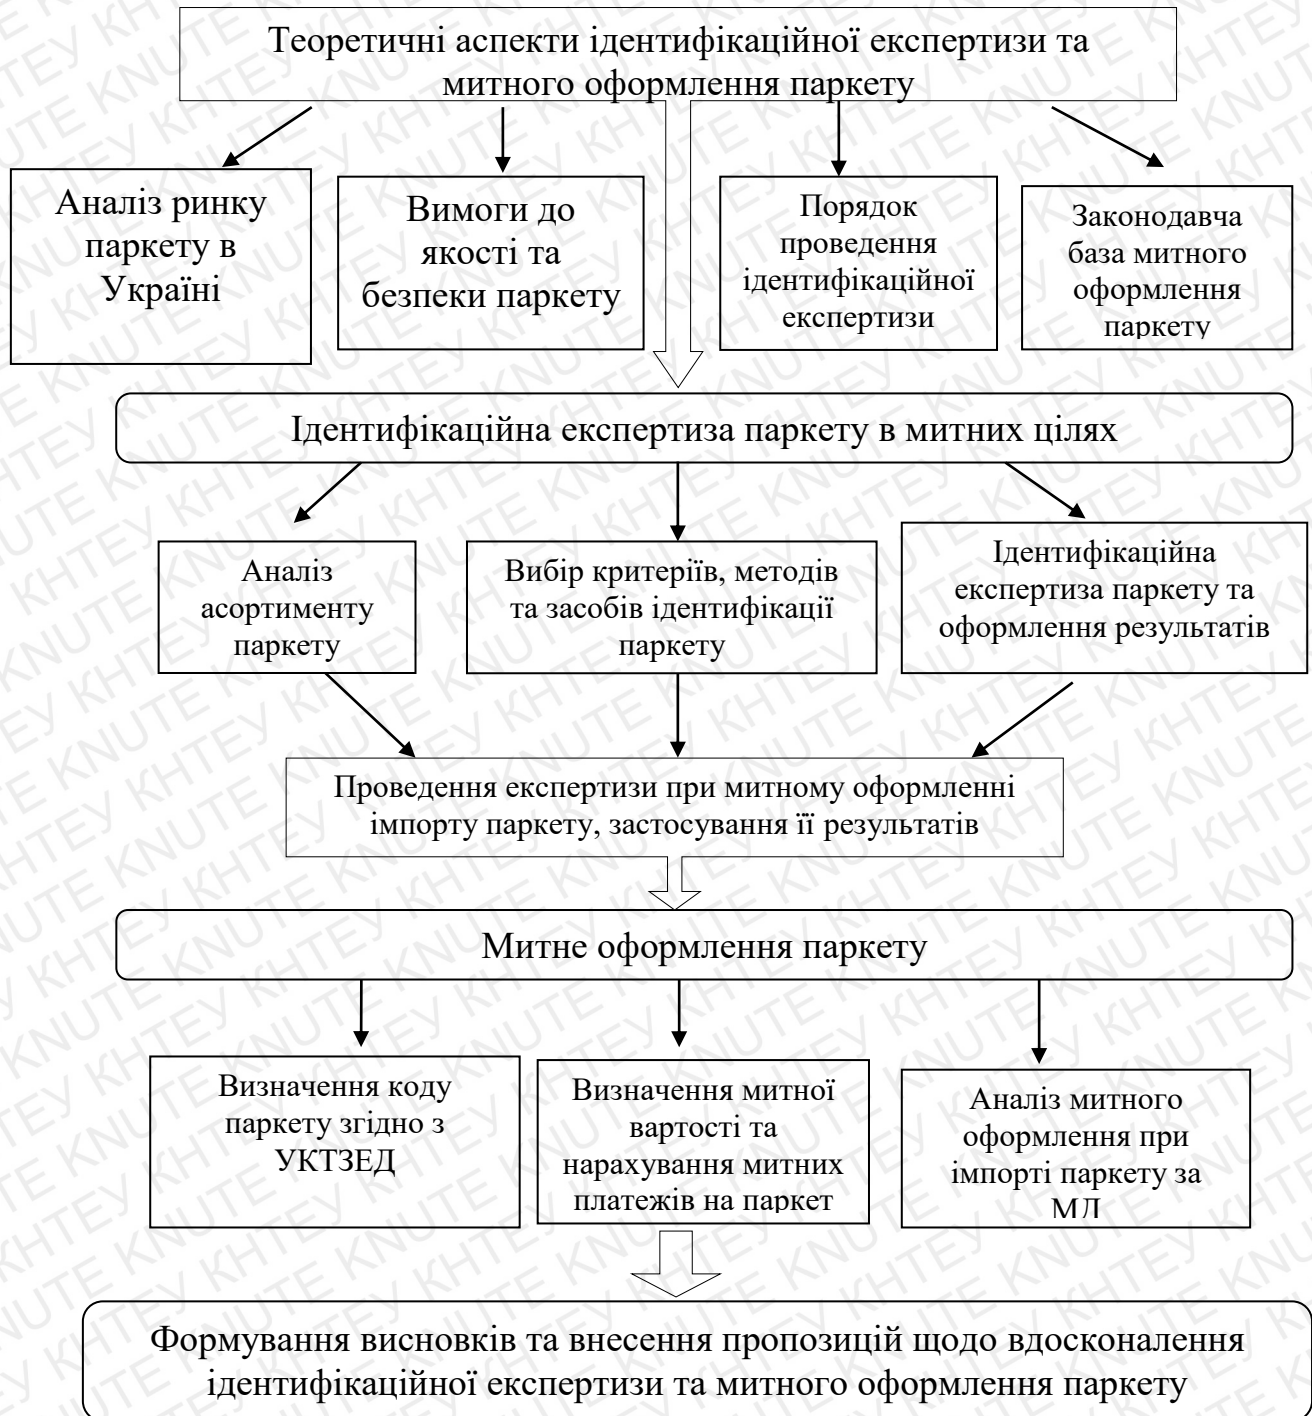 Теоретичні аспекти ідентифікаційної експертизи та
митного оформлення паркету
Аналіз ринку
паркету в
Україні
Вимоги до
якості та
безпеки паркету
Порядок
проведення
ідентифікаційної
експертизи
Законодавча
база митного
оформлення
паркету
Ідентифікаційна експертиза паркету в митних цілях
Аналіз
асортименту
паркету
Вибір критеріїв, методів
та засобів ідентифікації
паркету
Ідентифікаційна
експертиза паркету та
оформлення результатів
Проведення експертизи при митному оформленні
імпорту паркету, застосування її результатів
Митне оформлення паркету
Визначення коду
паркету згідно з
УКТЗЕД
Визначення митної
вартості та
нарахування митних
платежів на паркет
Аналіз митного
оформлення при
імпорті паркету за
МД
Формування висновків та внесення пропозицій щодо вдосконалення
ідентифікаційної експертизи та митного оформлення паркету